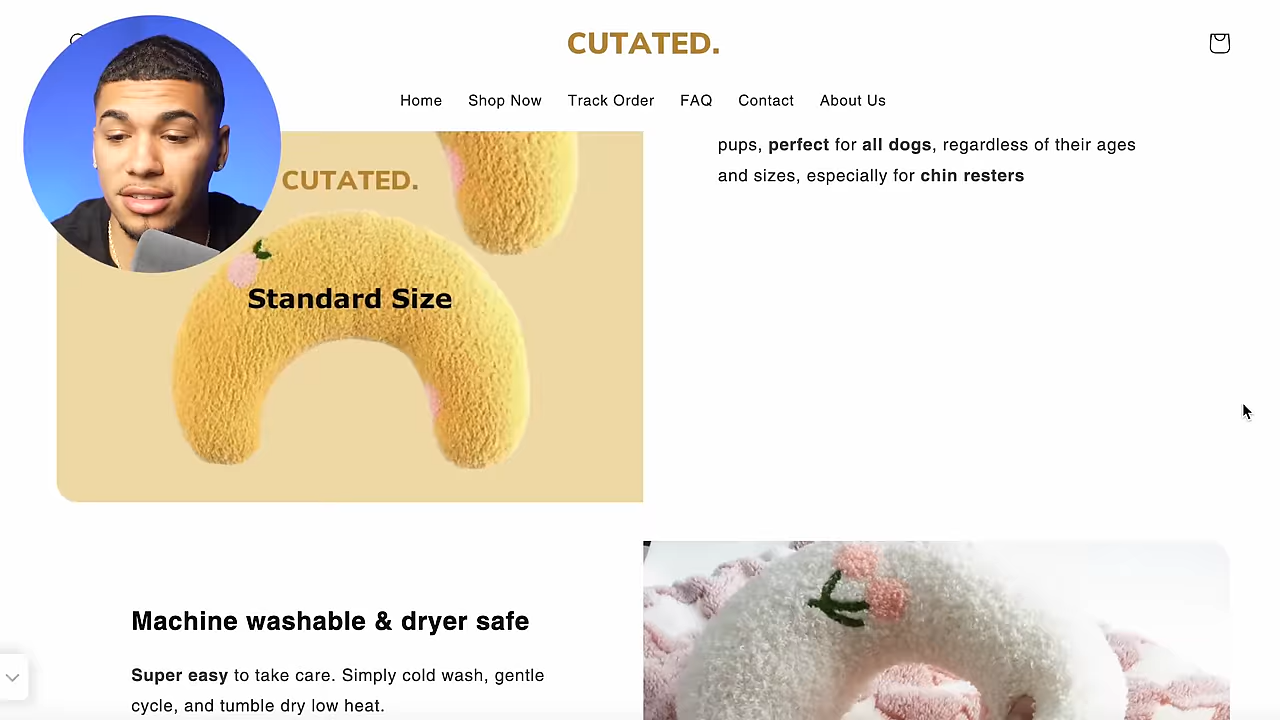 CUTATED.
Home Shop Now Track Order FAQ Contact About Us
CUTATED.
Standard Size
pups, perfect for all dogs, regardless of their ages
and sizes, especially for chin resters
Machine washable & dryer safe
Super easy to take care. Simply cold wash, gentle
cycle, and tumble dry low heat.